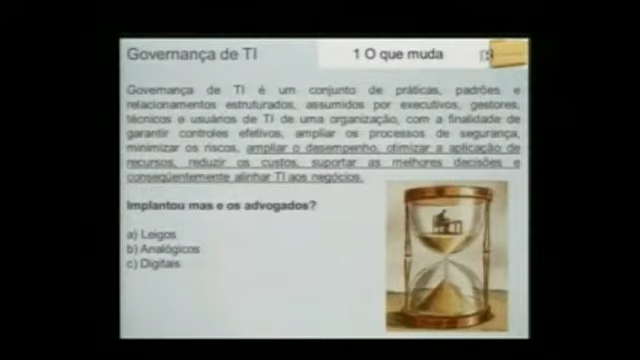 Governança de TI
1 O que muda
Governança de TI é um conjunto de práticas, padrões e
relacionamentos estruturados, assumidos por executivos, gestores,
técnicos e usuários de TI de uma organização, com a finalidade de
garantir controles efetivos, ampliar os processos de segurança,
minimizar os riscos, ampliar o desempenho, otimizar a aplicação de
recursos, reduzir os custos, suportar as melhores decisões e
conseqüentemente alinhar TI aos negócios.
Implantou mas e os advogados?
a) Leigos
b) Analógicos
c) Digitais